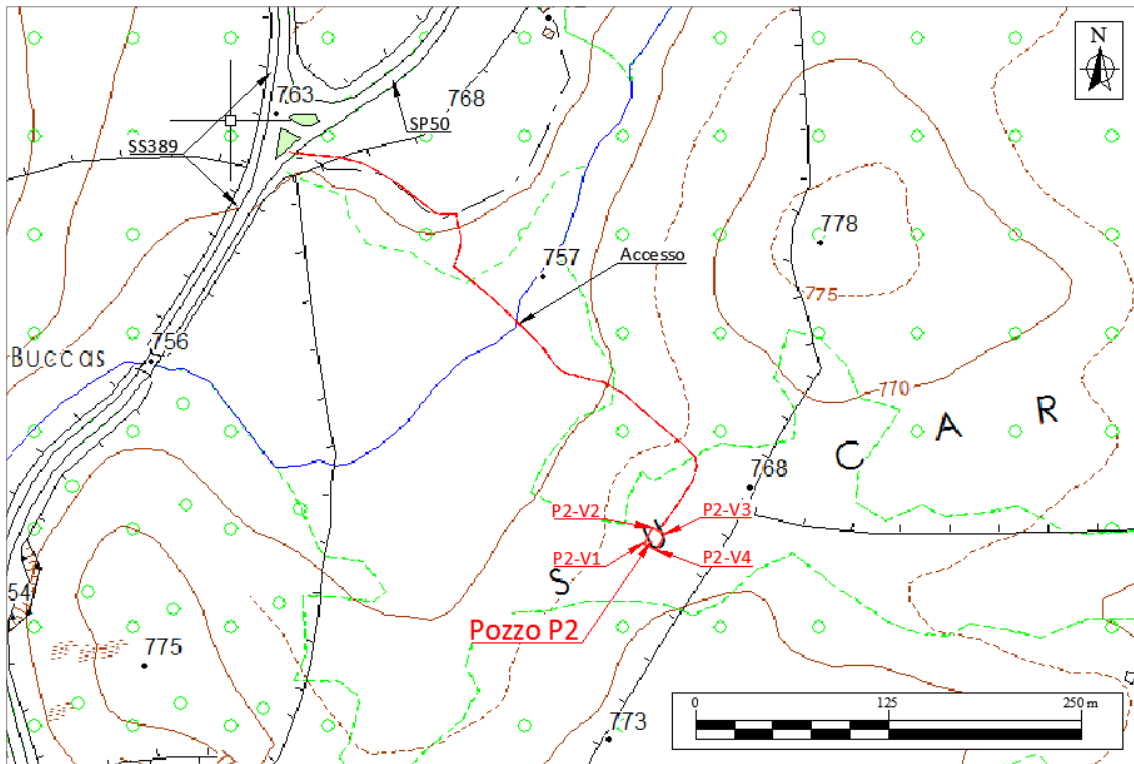 N
763
768
SP50
SS389
778
757
Accesso
775
756
Buccas
770
C A R
768
P2-V2
P2-V3
P2-V1
P2-V4
S U
54
Pozzo P2
775
773
0 125 250 m